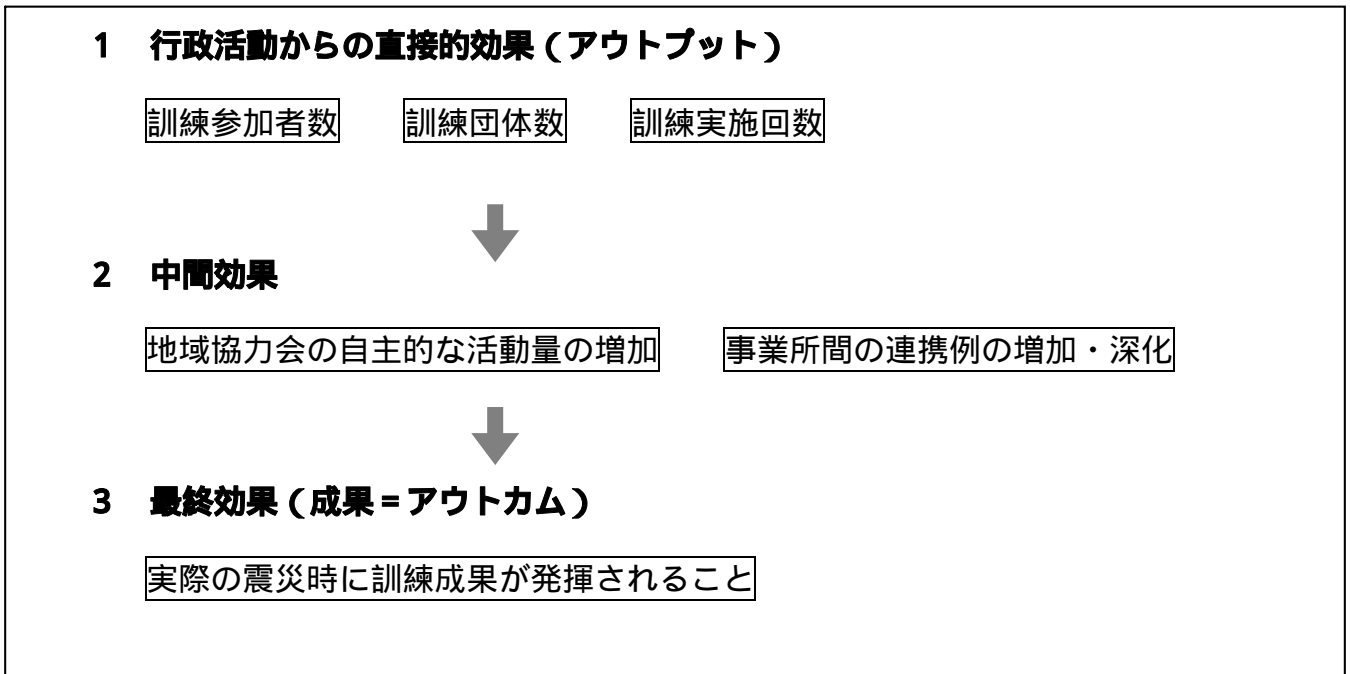 1 行政活動からの直接的効果(アウトプット)
訓練参加者数 訓練団体数 訓練実施回数
2 中間効果
地域協力会の自主的な活動量の増加 事業所間の連携例の増加・深化
3 最終効果(成果=アウトカム)
実際の震災時に訓練成果が発揮されること